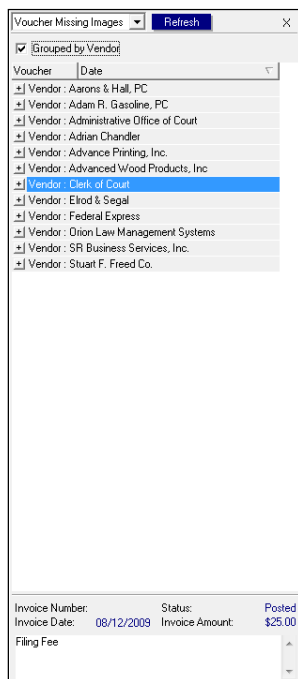 Voucher Missing Images Refresh X
Grouped by Vendor
Voucher Date
Vendor : Aarons & Hall, PC
Vendor : Adam R. Gasoline, PC
Vendor : Administrative Office of Court
Vendor : Adrian Chandler
Vendor : Advance Printing, Inc.
Vendor : Advanced Wood Products, Inc
Vendor : Clerk of Court
Vendor : Elrod & Segal
Vendor : Federal Express
Vendor : Orion Law Management Systems
Vendor : SR Business Services, Inc.
Vendor : Stuart F. Freed Co.
Invoice Number: Status: Posted
Invoice Date: 08/12/2009 Invoice Amount: $25.00
Filing Fee